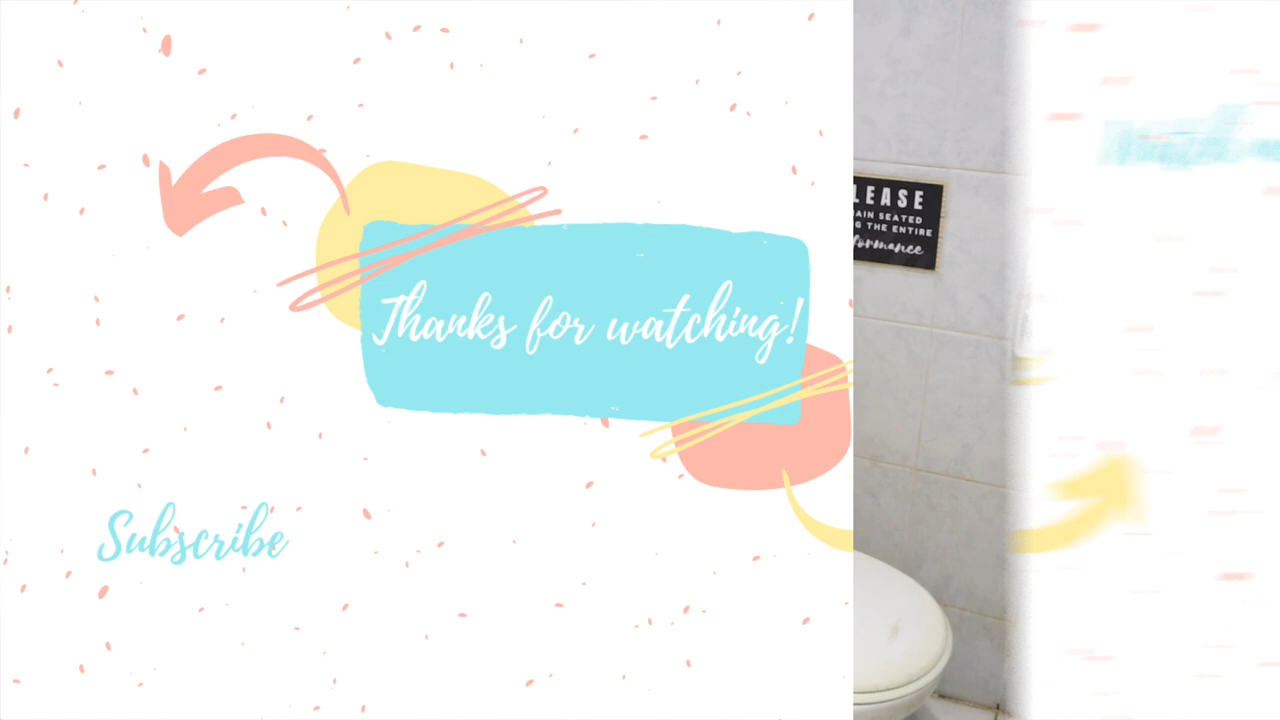 Thanks for watching!
Subscribe
LEASE
AIN SEATED
G THE ENTIRE
formance